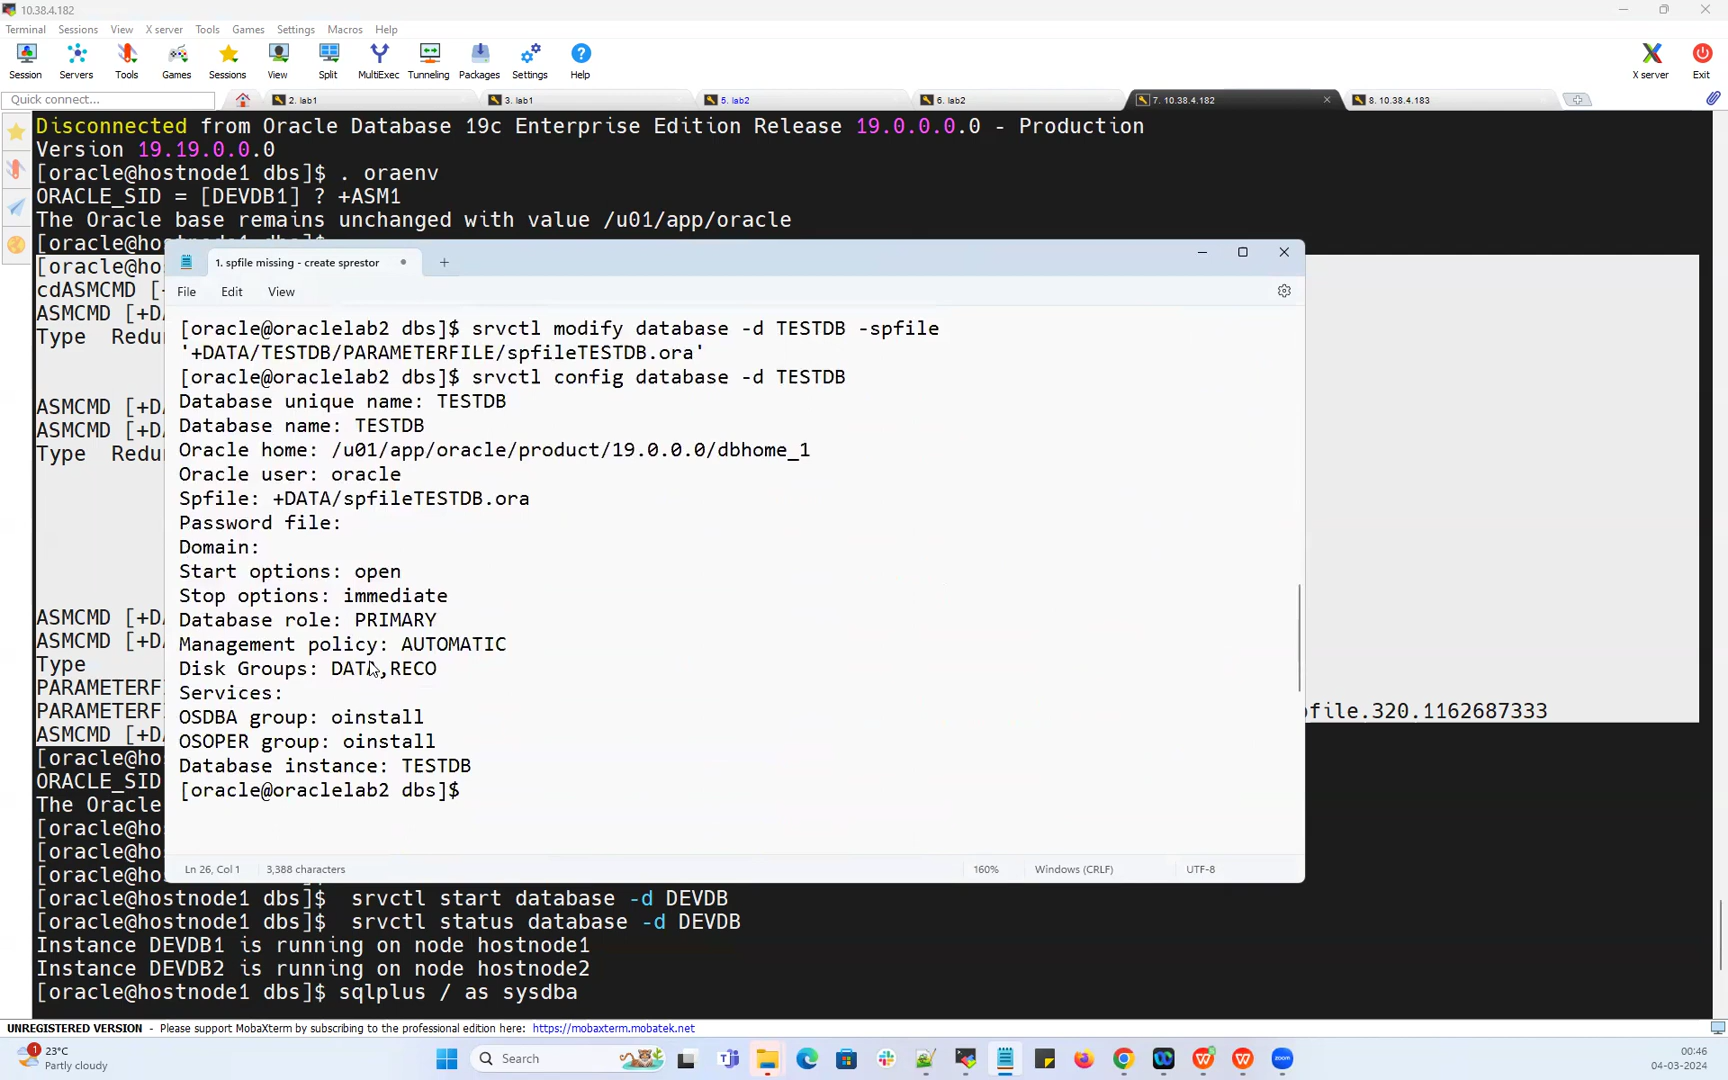 10.38.4.182
Terminal Sessions View X server Tools Games Settings Macros Help
Session Servers Tools Games Sessions View Split MultiExec Tunneling Packages Settings Help X server Exit
Quick connect... 2. lab1 3. lab1 5. lab2 6. lab2 7. 10.38.4.182 8. 10.38.4.183
Disconnected from Oracle Database 19c Enterprise Edition Release 19.0.0.0.0 - Production
Version 19.19.0.0.0
[oracle@hostnode1 dbs]$ . oraenv
ORACLE_SID = [DEVDB1] ? +ASM1
The Oracle base remains unchanged with value /u01/app/oracle
[oracle@
[oracle@ho
cdASMCMD [
ASMCMD [+D
Type Redu
ASMCMD [+D
ASMCMD [+D
Type Redu
ASMCMD [+D
ASMCMD [+D
Type
PARAMETERF
PARAMETERF file.320.1162687333
ASMCMD [+D
[oracle@ho
ORACLE_SID
The Oracle
[oracle@ho
[oracle@ho
[oracle@ho
1. spfile missing - create sprestor
File Edit View
[oracle@oraclelab2 dbs]$ srvctl modify database -d TESTDB -spfile
'+DATA/TESTDB/PARAMETERFILE/spfileTESTDB.ora'
[oracle@oraclelab2 dbs]$ srvctl config database -d TESTDB
Database unique name: TESTDB
Database name: TESTDB
Oracle home: /u01/app/oracle/product/19.0.0.0/dbhome_1
Oracle user: oracle
Spfile: +DATA/spfileTESTDB.ora
Password file:
Domain:
Start options: open
Stop options: immediate
Database role: PRIMARY
Management policy: AUTOMATIC
Disk Groups: DATA,RECO
Services:
OSDBA group: oinstall
OSOPER group: oinstall
Database instance: TESTDB
[oracle@oraclelab2 dbs]$
Ln 26, Col 1 3,388 characters 160% Windows (CRLF) UTF-8
[oracle@hostnode1 dbs]$ srvctl start database -d DEVDB
[oracle@hostnode1 dbs]$ srvctl status database -d DEVDB
Instance DEVDB1 is running on node hostnode1
Instance DEVDB2 is running on node hostnode2
[oracle@hostnode1 dbs]$ sqlplus / as sysdba
UNREGISTERED VERSION - Please support MobaXterm by subscribing to the professional edition here: https://mobaxterm.mobatek.net
1
23°C
Partly cloudy
Search
00:46
04-03-2024